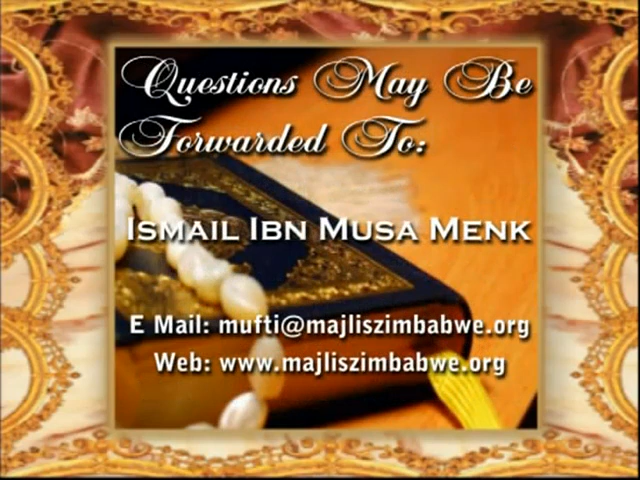 Questions May Be
Forwarded To:
Ismail Ibn Musa Menk
E Mail: mufti@majliszimbabwe.org
Web: www.majliszimbabwe.org